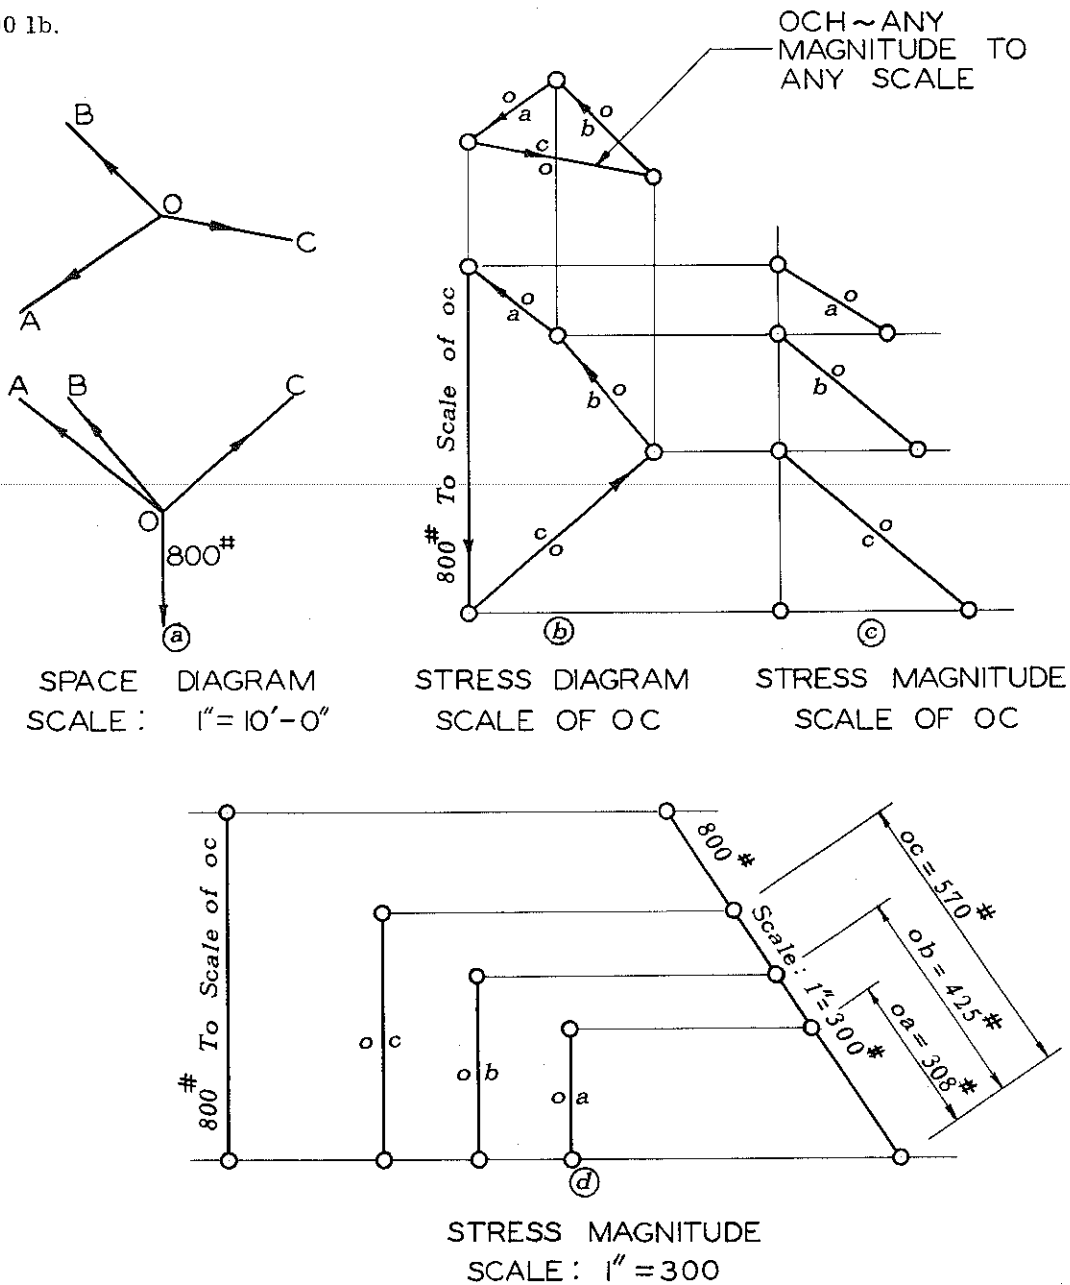 00 lb.
OCH~ANY
MAGNITUDE TO
ANY SCALE
B
O
C
A
o
a
b
o
c
o
A
B
C
O
800#
a
800# To Scale of oc
o
a
o
b
c
o
b
o
a
o
b
o
c
c
SPACE DIAGRAM
SCALE: 1"=10'-0"
STRESS DIAGRAM
SCALE OF OC
STRESS MAGNITUDE
SCALE OF OC
800# To Scale of oc
o c
o b
o a
d
800#
Scale: 1"=300#
oc = 570#
ob = 425#
oa = 308#
STRESS MAGNITUDE
SCALE: 1"=300